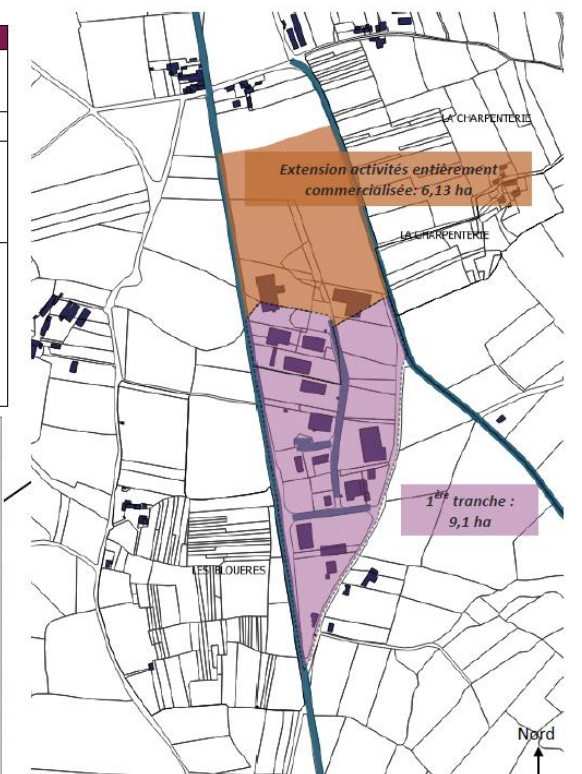 LA CHARPENTERIE
Extension activités entièrement
commercialisée: 6,13 ha
LA CHARPENTERIE
1ère tranche :
9,1 ha
LES BLOUERES
Nord